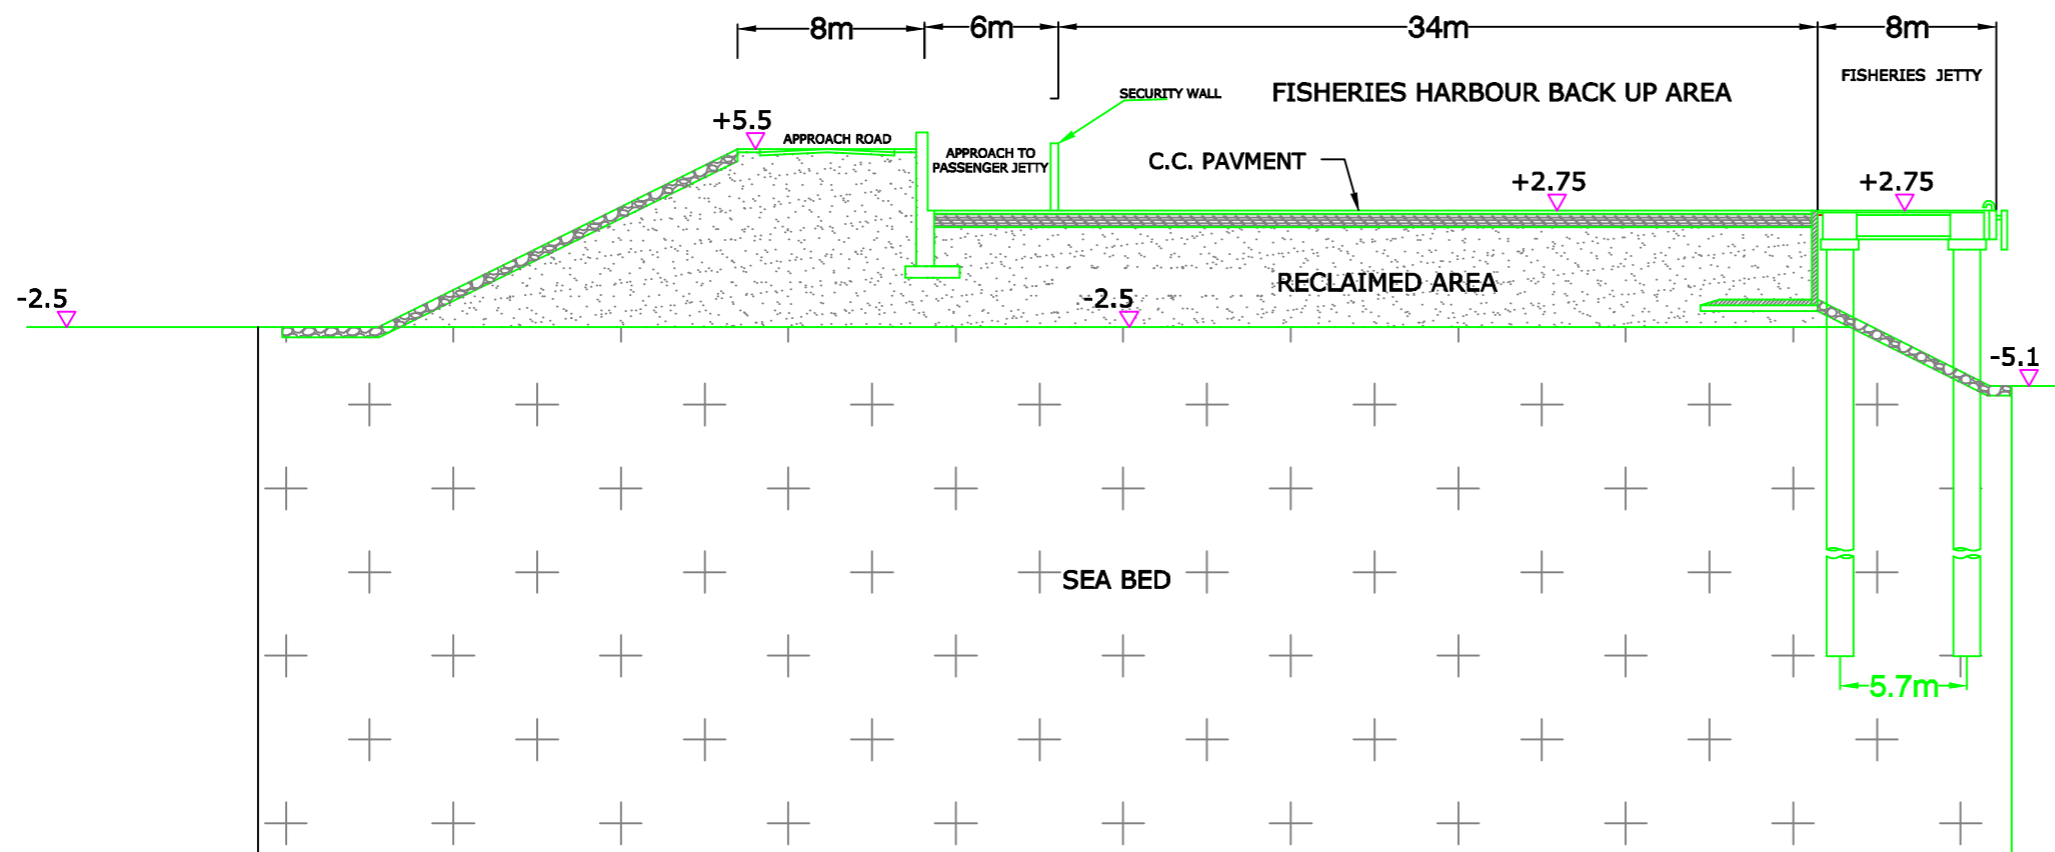 8m
6m
34m
8m
FISHERIES JETTY
SECURITY WALL
FISHERIES HARBOUR BACK UP AREA
+5.5
APPROACH ROAD
APPROACH TO
PASSENGER JETTY
C.C. PAVMENT
+2.75
+2.75
RECLAIMED AREA
-2.5
-2.5
-5.1
SEA BED
5.7m